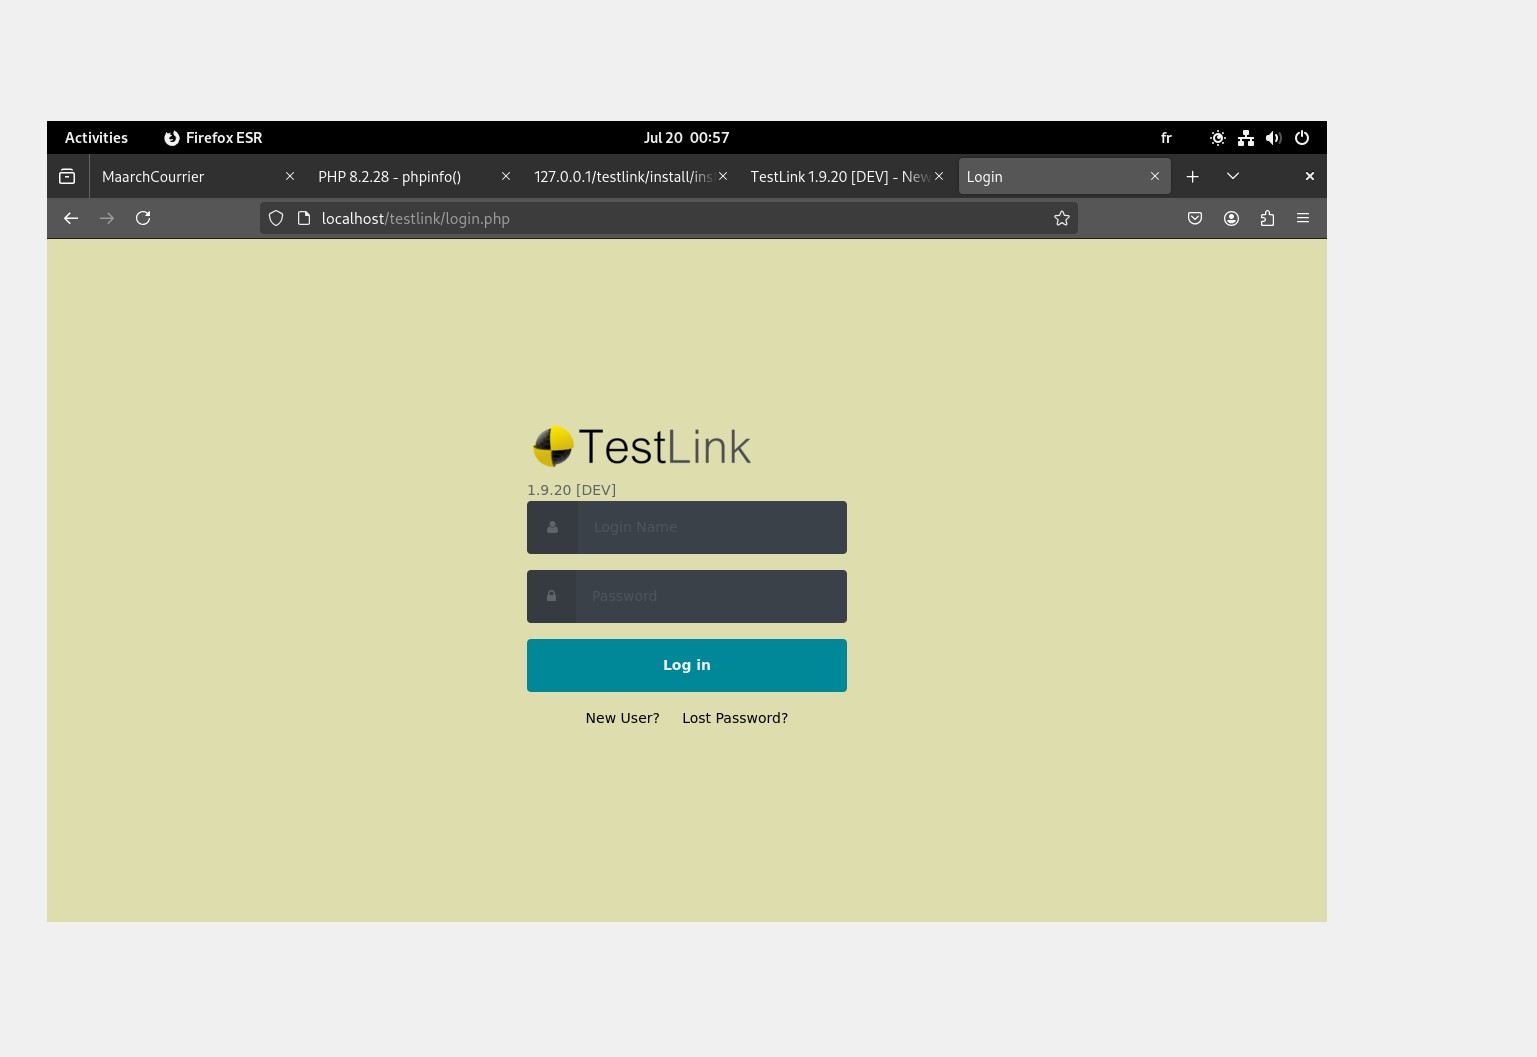 Activities Firefox ESR Jul 20 00:57 fr
MaarchCourrier PHP 8.2.28 - phpinfo() 127.0.0.1/testlink/install/ins TestLink 1.9.20 [DEV] - New Login
localhost/testlink/login.php
TestLink
1.9.20 [DEV]
Login Name
Password
Log in
New User? Lost Password?